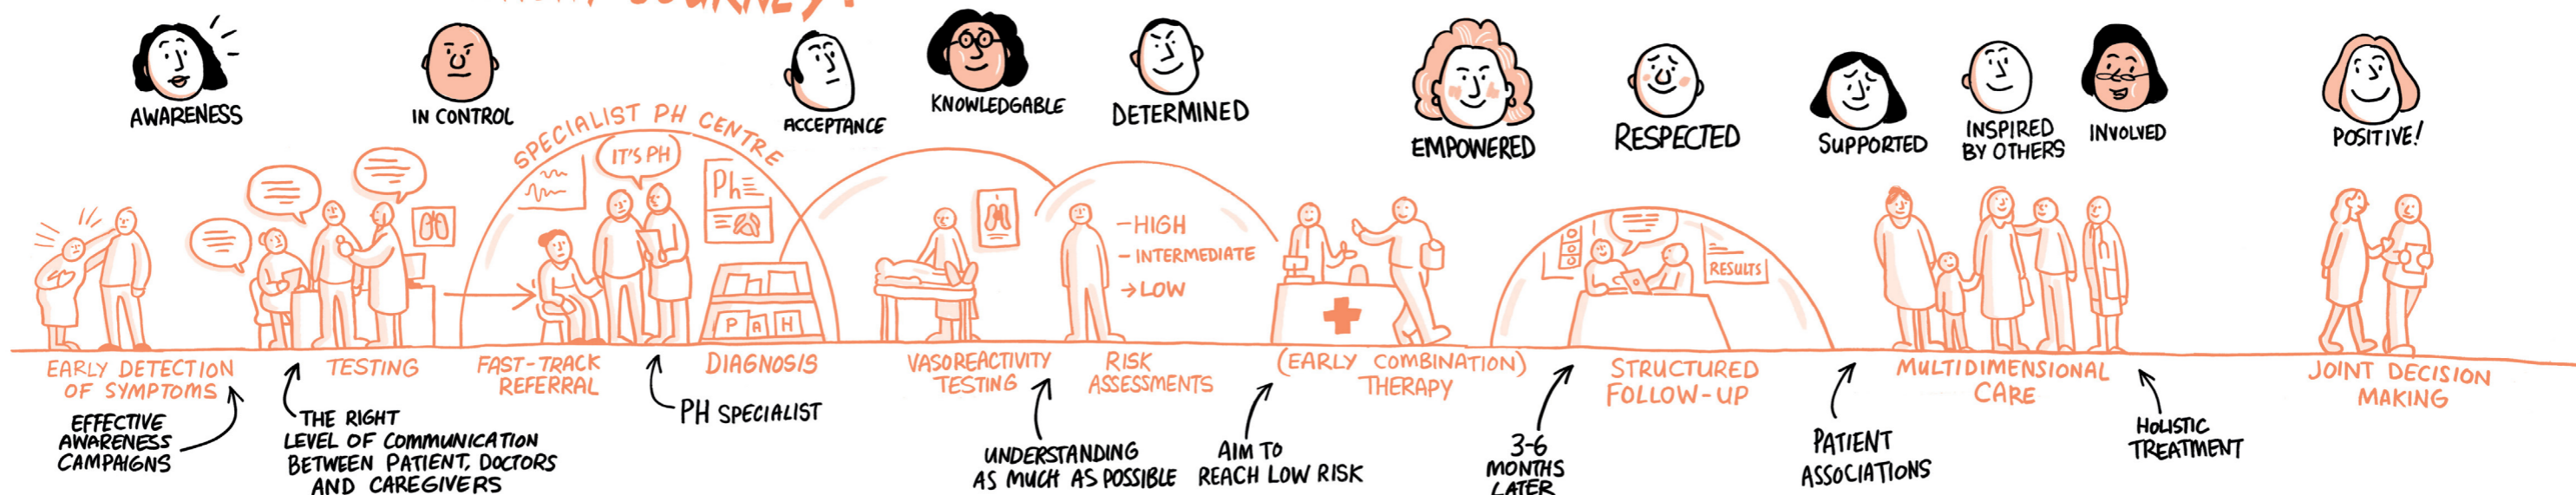 JOURNEY!
AWARENESS
IN CONTROL
ACCEPTANCE
KNOWLEDGABLE
DETERMINED
EMPOWERED
RESPECTED
SUPPORTED
INSPIRED
BY OTHERS
INVOLVED
POSITIVE!
SPECIALIST PH CENTRE
IT'S PH
Ph
PAH
-HIGH
- INTERMEDIATE
→LOW
RESULTS
EARLY DETECTION
OF SYMPTOMS
TESTING
FAST-TRACK
REFERRAL
DIAGNOSIS
VASOREACTIVITY
TESTING
RISK
ASSESSMENTS
(EARLY COMBINATION)
THERAPY
STRUCTURED
FOLLOW-UP
MULTIDIMENSIONAL
CARE
JOINT DECISION
MAKING
EFFECTIVE
AWARENESS
CAMPAIGNS
THE RIGHT
LEVEL OF COMMUNICATION
BETWEEN PATIENT, DOCTORS
AND CAREGIVERS
PH SPECIALIST
UNDERSTANDING
AS MUCH AS POSSIBLE
AIM TO
REACH LOW RISK
3-6
MONTHS
LATER
PATIENT
ASSOCIATIONS
HOLISTIC
TREATMENT